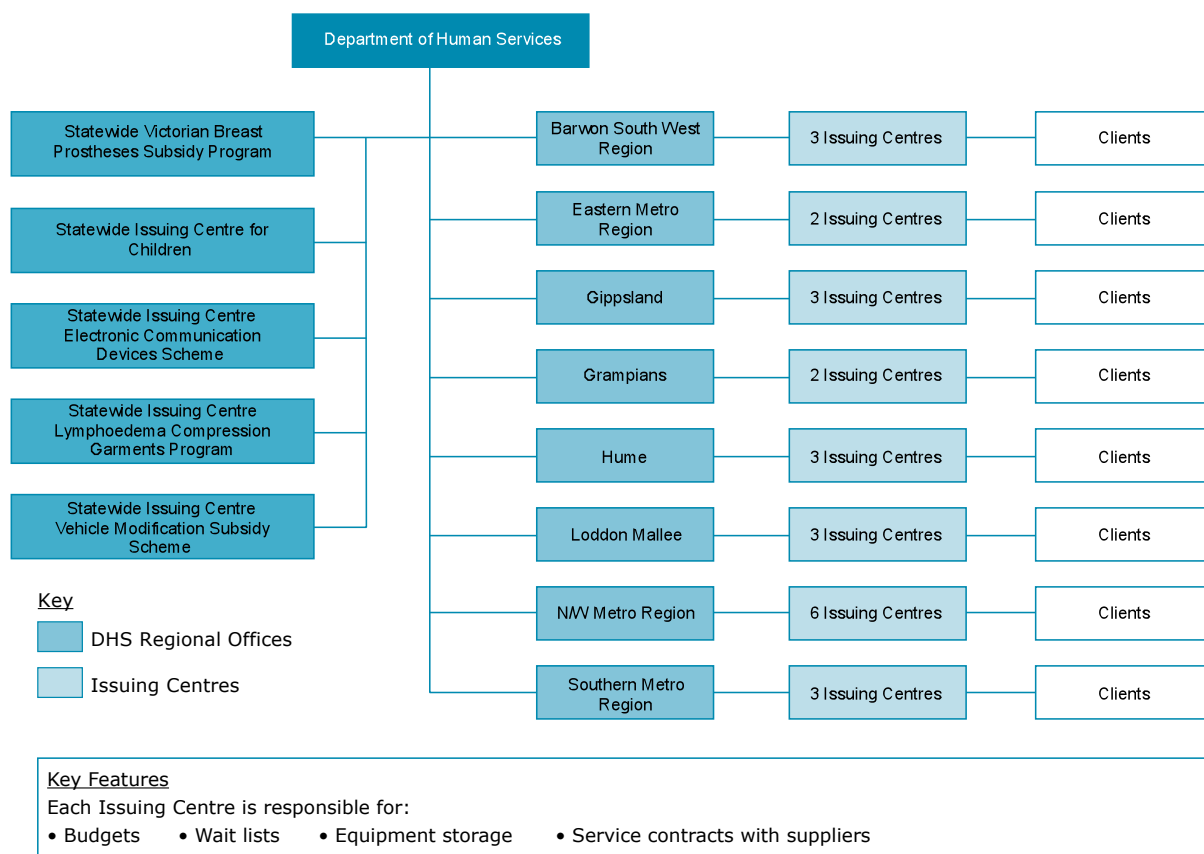 Department of Human Services
Statewide Victorian Breast
Prostheses Subsidy Program
Statewide Issuing Centre for
Children
Statewide Issuing Centre
Electronic Communication
Devices Scheme
Statewide Issuing Centre
Lymphoedema Compression
Garments Program
Statewide Issuing Centre
Vehicle Modification Subsidy
Scheme
Barwon South West
Region
3 Issuing Centres
Clients
Eastern Metro
Region
2 Issuing Centres
Clients
Gippsland
3 Issuing Centres
Clients
Grampians
2 Issuing Centres
Clients
Hume
3 Issuing Centres
Clients
Loddon Mallee
3 Issuing Centres
Clients
N/W Metro Region
6 Issuing Centres
Clients
Southern Metro
Region
3 Issuing Centres
Clients
Key
DHS Regional Offices
Issuing Centres
Key Features
Each Issuing Centre is responsible for:
• Budgets • Wait lists • Equipment storage • Service contracts with suppliers